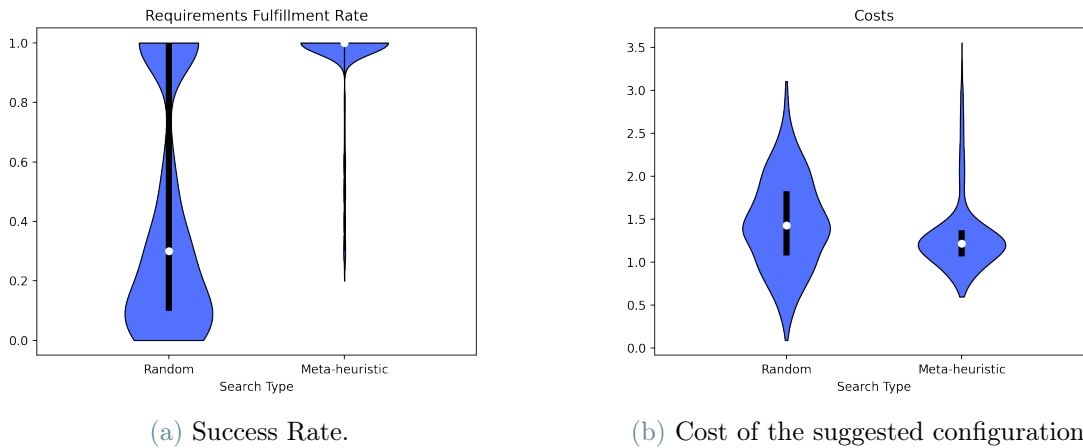 Requirements Fulfillment Rate
1.0
0.8
0.6
0.4
0.2
0.0
Random
Meta-heuristic
Search Type
(a) Success Rate.
Costs
3.5
3.0
2.5
2.0
1.5
1.0
0.5
0.0
Random
Meta-heuristic
Search Type
(b) Cost of the suggested configuration